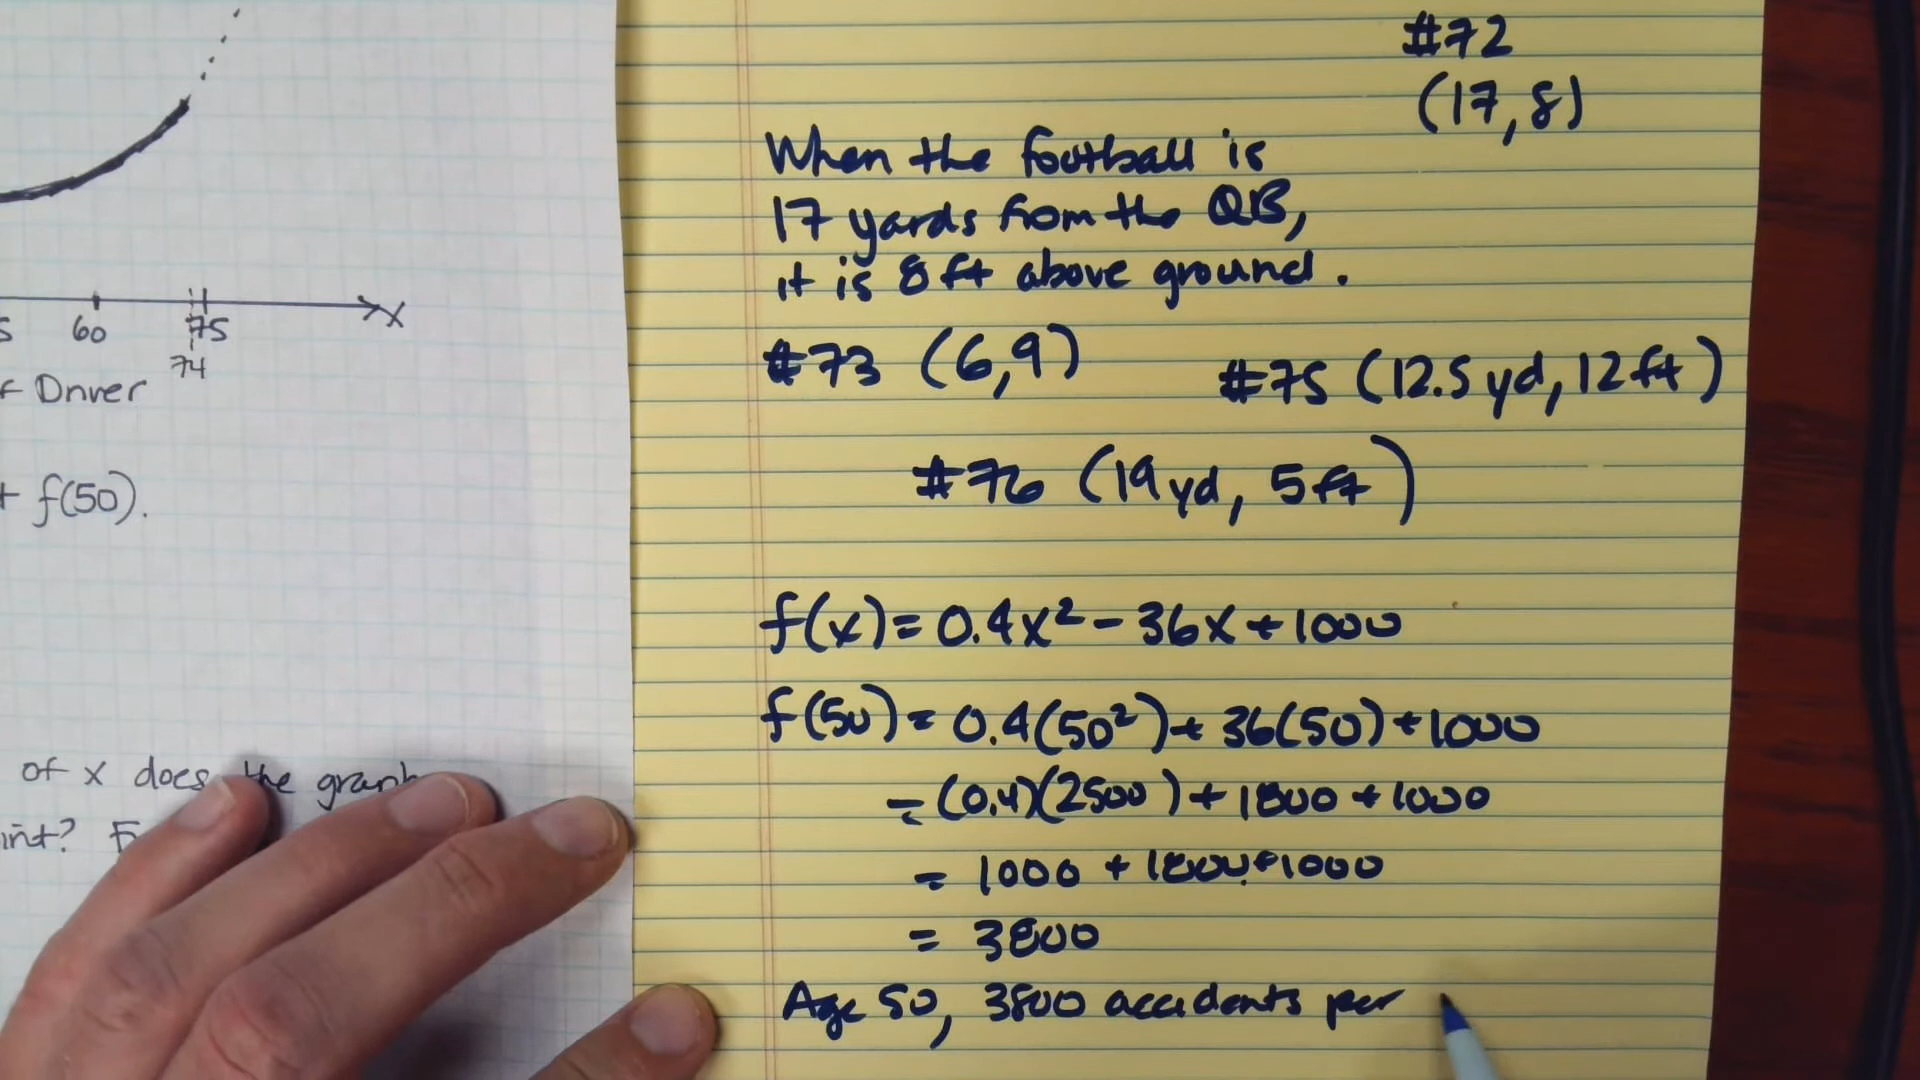 60 75 x
74
Driver
f(50).
of x does the graph
#72
(17,8)
When the football is
17 yards from the QB,
it is 8 ft above ground.
#73 (6,9) #75 (12.5 yd, 12 ft)
#76 (19 yd, 5 ft)
f(x) = 0.4x² - 36x + 1000
f(50) = 0.4(50²) + 36(50) + 1000
= (0.4)(2500) + 1800 + 1000
= 1000 + 1800 + 1000
= 3800
Age 50, 3800 accidents per